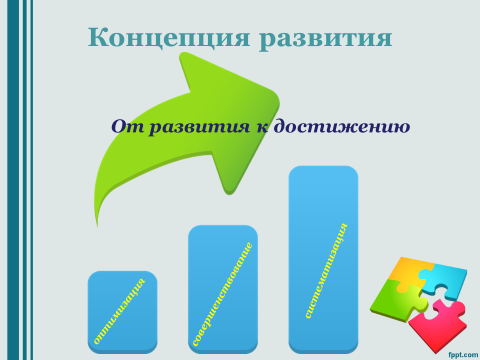 Концепция развития
От развития к достижению
оптимизация
совершенствование
систематизация
fppt.com